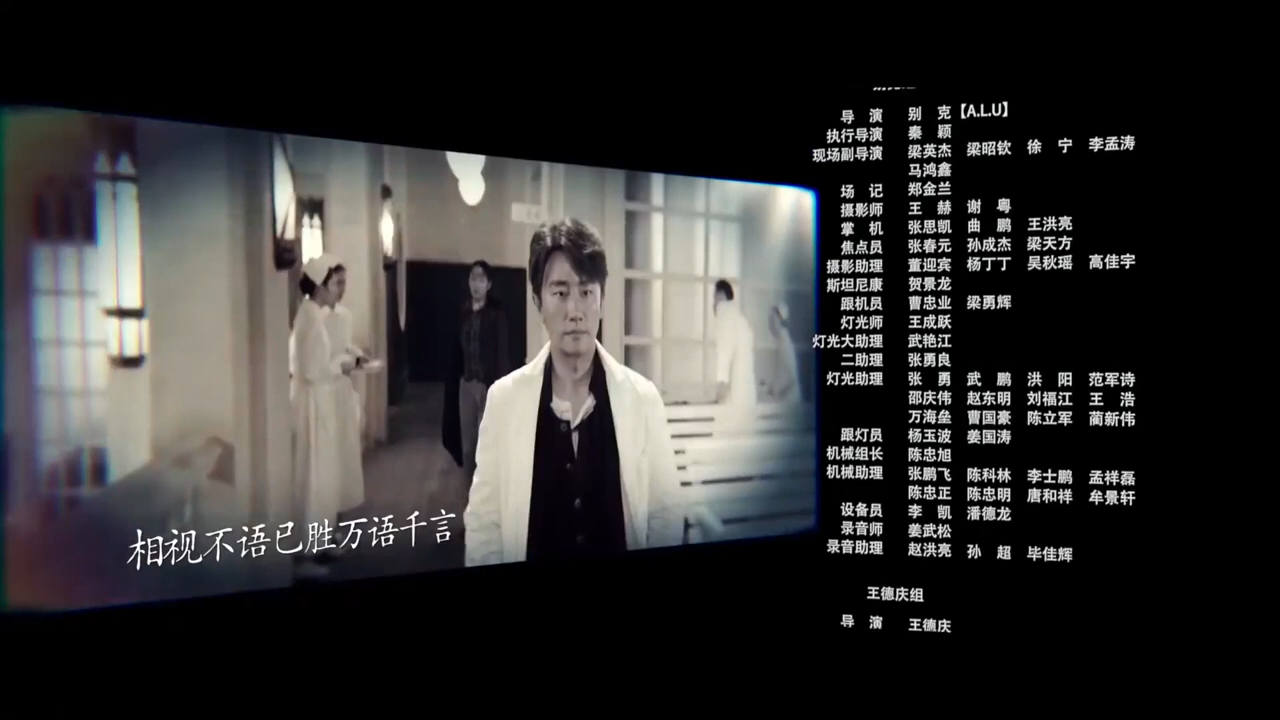 相视不语已胜万语千言
导 演 别 克【A.L.U】
执行导演 秦 颖
现场副导演 梁英杰 梁昭钦 徐 宁 李孟涛
马鸿鑫
场 记 郑金兰
摄影师 王 赫 谢 粤
掌 机 张思凯 曲 鹏 王洪亮
焦点员 张春元 孙成杰 梁天方
摄影助理 董迎宾 杨丁丁 吴秋瑶 高佳宇
斯坦尼康 贺景龙
跟机员 曹忠业 梁勇辉
灯光师 王成跃
灯光大助理 武艳江
二助理 张勇良
灯光助理 张 勇 武 鹏 洪 阳 范军诗
邵庆伟 赵东明 刘福江 王 浩
万海垒 曹国豪 陈立军 蔺新伟
跟灯员 杨玉波 姜国涛
机械组长 陈忠旭
机械助理 张鹏飞 陈科林 李士鹏 孟祥磊
陈忠正 陈忠明 唐和祥 牟景轩
设备员 李 凯 潘德龙
录音师 姜武松
录音助理 赵洪亮 孙 超 毕佳辉
王德庆组
导 演 王德庆